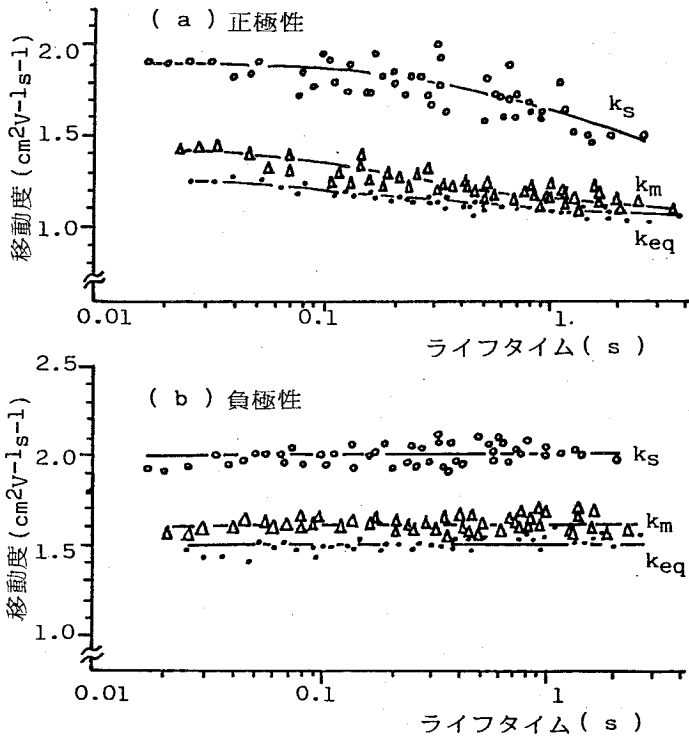 (a)正極性
2.0
1.5
1.0
移動度(cm2V-1s-1)
ks
km
keq
0.01
0.1
1.
ライフタイム(s)
(b)負極性
2.5
2.0
1.5
1.0
移動度(cm2V-1s-1)
ks
km
keq
0.01
0.1
1
ライフタイム(s)